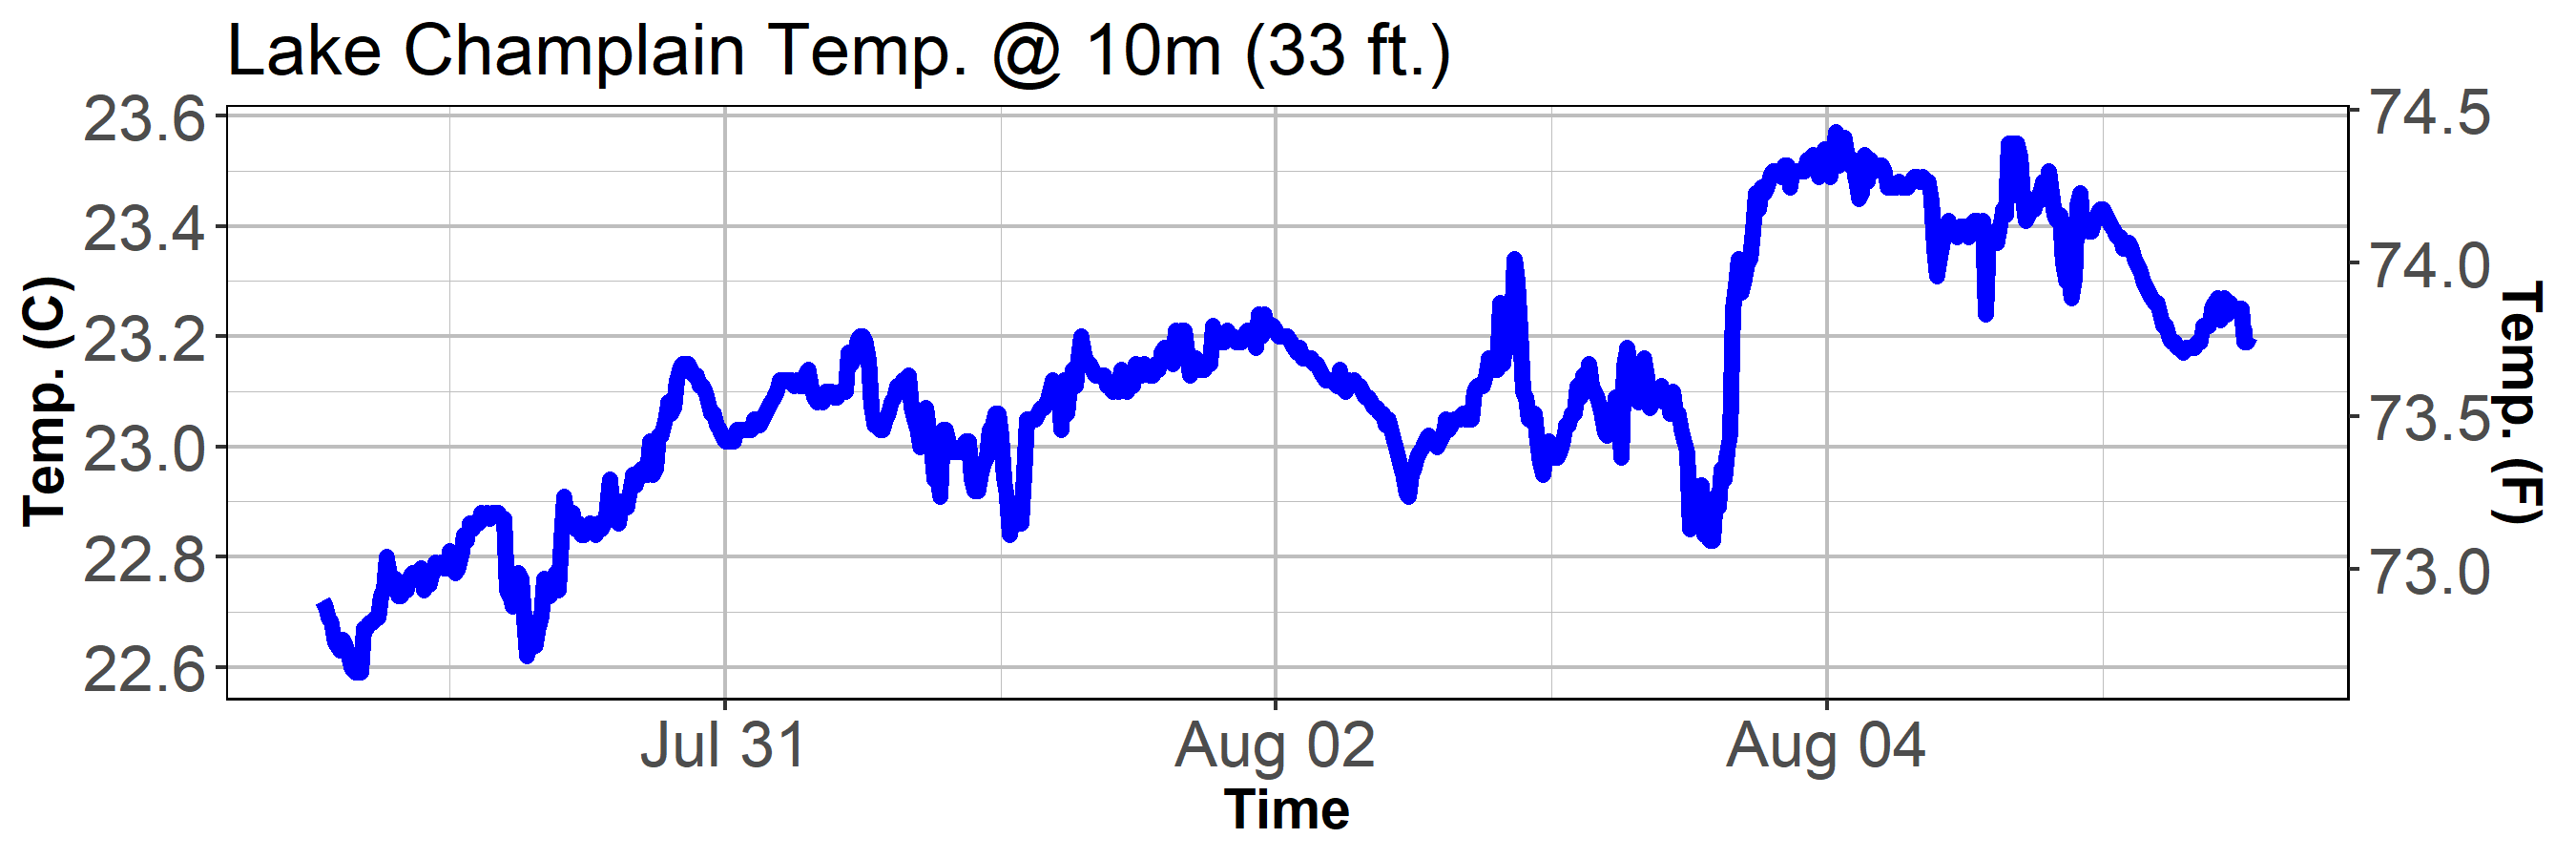 Lake Champlain Temp. @ 10m (33 ft.)
23.6
23.4
23.2
23.0
22.8
22.6
Temp. (C)
74.5
74.0
73.5
73.0
Temp. (F)
Jul 31
Aug 02
Aug 04
Time